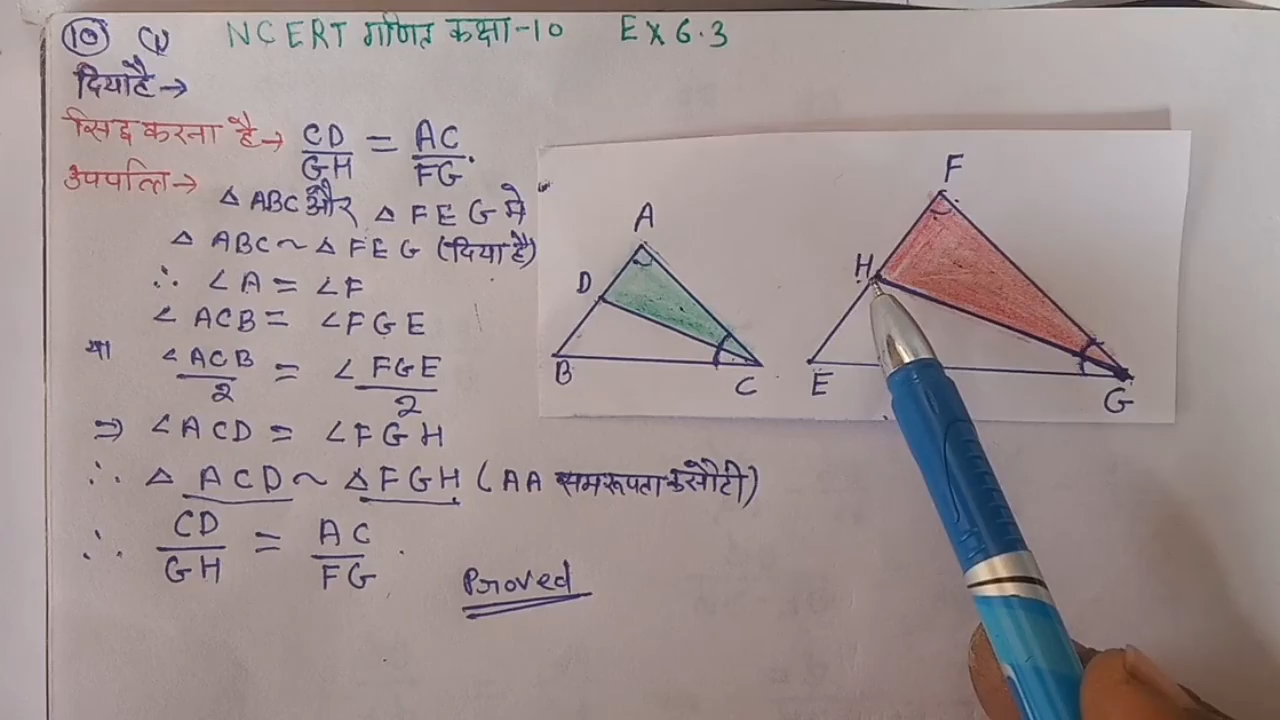 10 (i) NCERT गणित कक्षा-10 Ex 6.3
दिया है →
सिद्ध करना है → CD/GH = AC/FG.
उपपत्ति →
△ ABC और △ FEG मे
△ ABC ~ △ FEG (दिया है)
∴ ∠A = ∠F
∠ ACB = ∠FGE
या ∠ACB/2 = ∠FGE/2
⇒ ∠ACD = ∠FGH
∴ △ ACD ~ △FGH (AA समरूपता कसौटी)
∴ CD/GH = AC/FG.
Proved
A
D
B
C
F
H
E
G